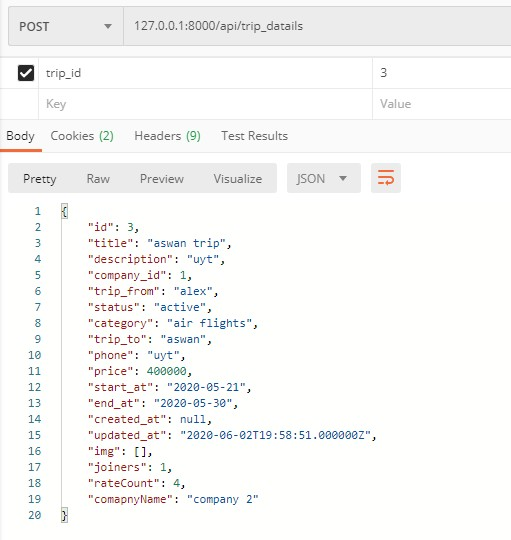 POST 127.0.0.1:8000/api/trip_datails
trip_id 3
Key Value
Body Cookies (2) Headers (9) Test Results
Pretty Raw Preview Visualize JSON
1 {
2 "id": 3,
3 "title": "aswan trip",
4 "description": "uyt",
5 "company_id": 1,
6 "trip_from": "alex",
7 "status": "active",
8 "category": "air flights",
9 "trip_to": "aswan",
10 "phone": "uyt",
11 "price": 400000,
12 "start_at": "2020-05-21",
13 "end_at": "2020-05-30",
14 "created_at": null,
15 "updated_at": "2020-06-02T19:58:51.000000Z",
16 "img": [],
17 "joiners": 1,
18 "rateCount": 4,
19 "comapnyName": "company 2"
20 }